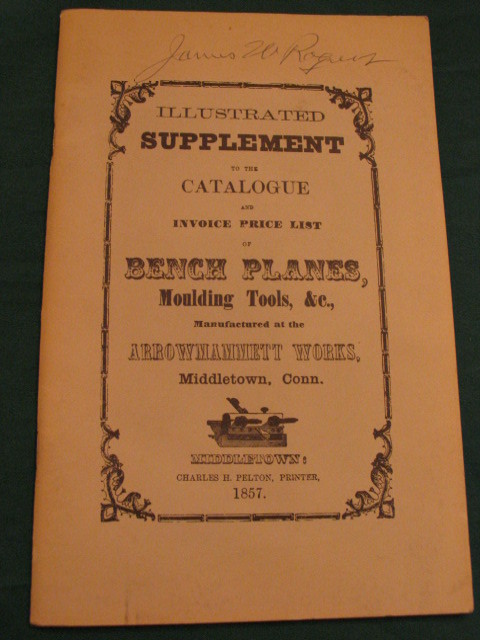 James W Rogers
ILLUSTRATED
SUPPLEMENT
TO THE
CATALOGUE
AND
INVOICE PRICE LIST
OF
BENCH PLANES,
Moulding Tools, &c.,
Manufactured at the
ARROWMAMMETT WORKS,
Middletown, Conn.
MIDDLETOWN:
CHARLES H. PELTON, PRINTER,
1857.